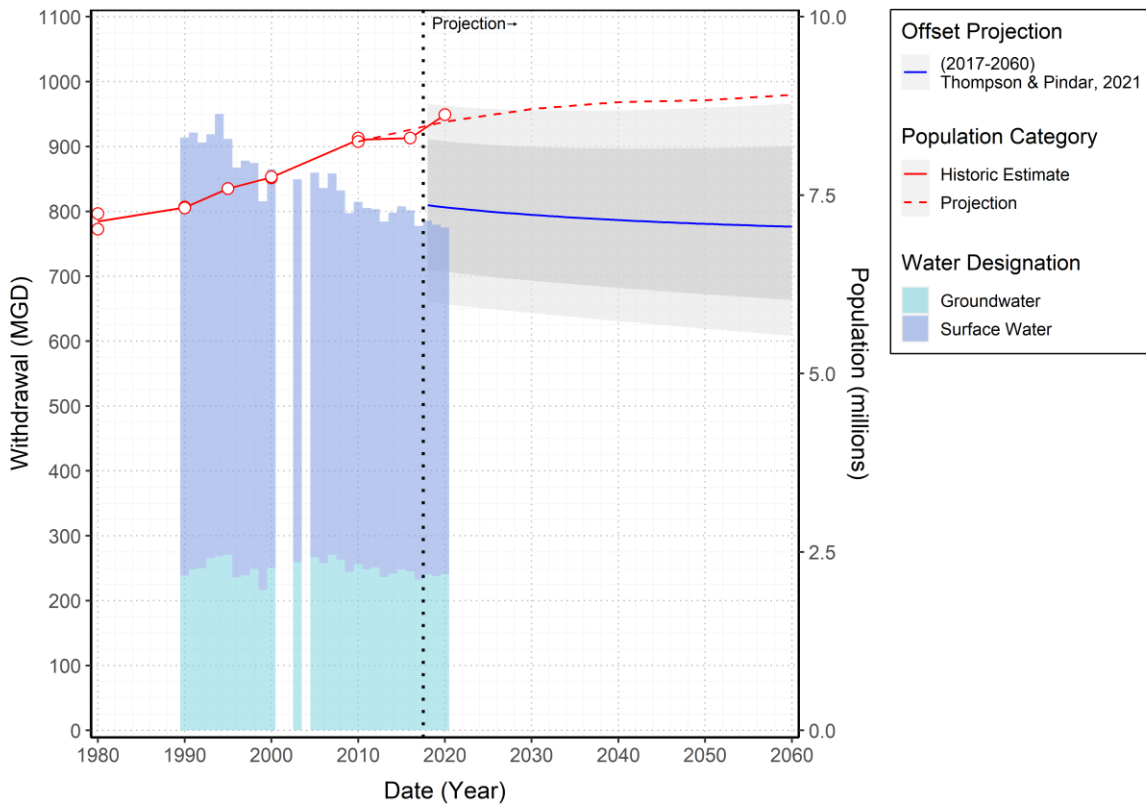 1100
1000
900
800
700
600
500
400
300
200
100
0
Withdrawal (MGD)
Projection→
10.0
7.5
5.0
2.5
0.0
Population (millions)
1980
1990
2000
2010
2020
2030
2040
2050
2060
Date (Year)
Offset Projection
(2017-2060)
Thompson & Pindar, 2021
Population Category
Historic Estimate
Projection
Water Designation
Groundwater
Surface Water